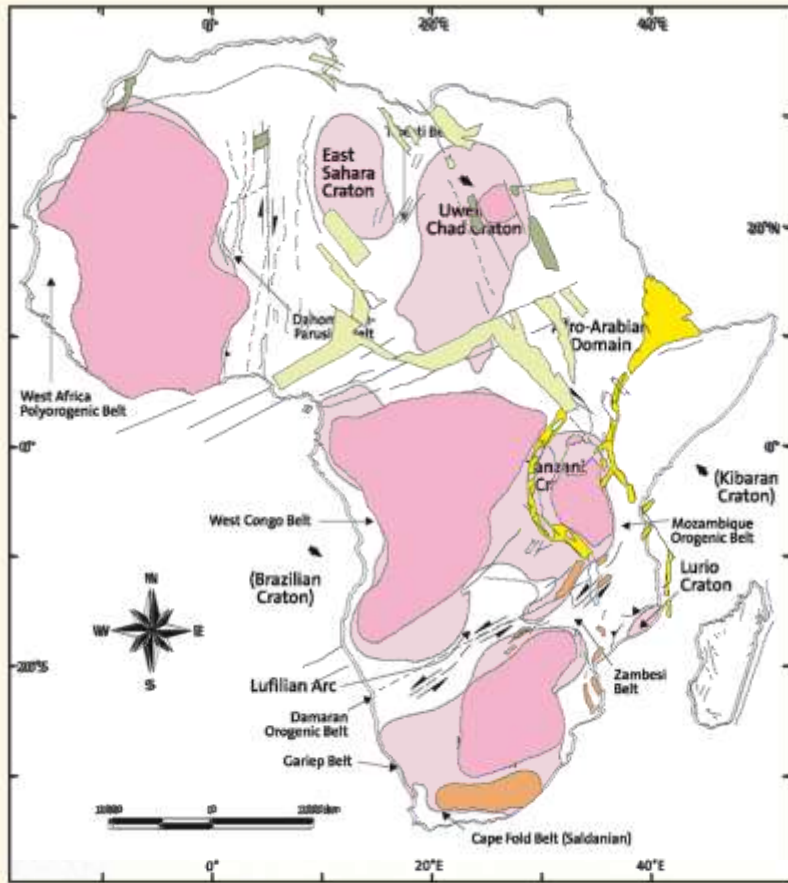 0° 20°E 40°E
East
Sahara
Craton
Chad Craton
20°N
Belt
Afro-Arabian
Domain
West Africa
Polyorogenic Belt
0°
0°
(Kibaran
Craton)
West Congo Belt
Mozambique
Orogenic Belt
Lurio
Craton
(Brazilian
Craton)
N
W E
S
20°S
Lufilian Arc
Zambesi
Belt
Damaran
Orogenic Belt
Gariep Belt
Cape Fold Belt (Saldanian)
0° 20°E 40°E